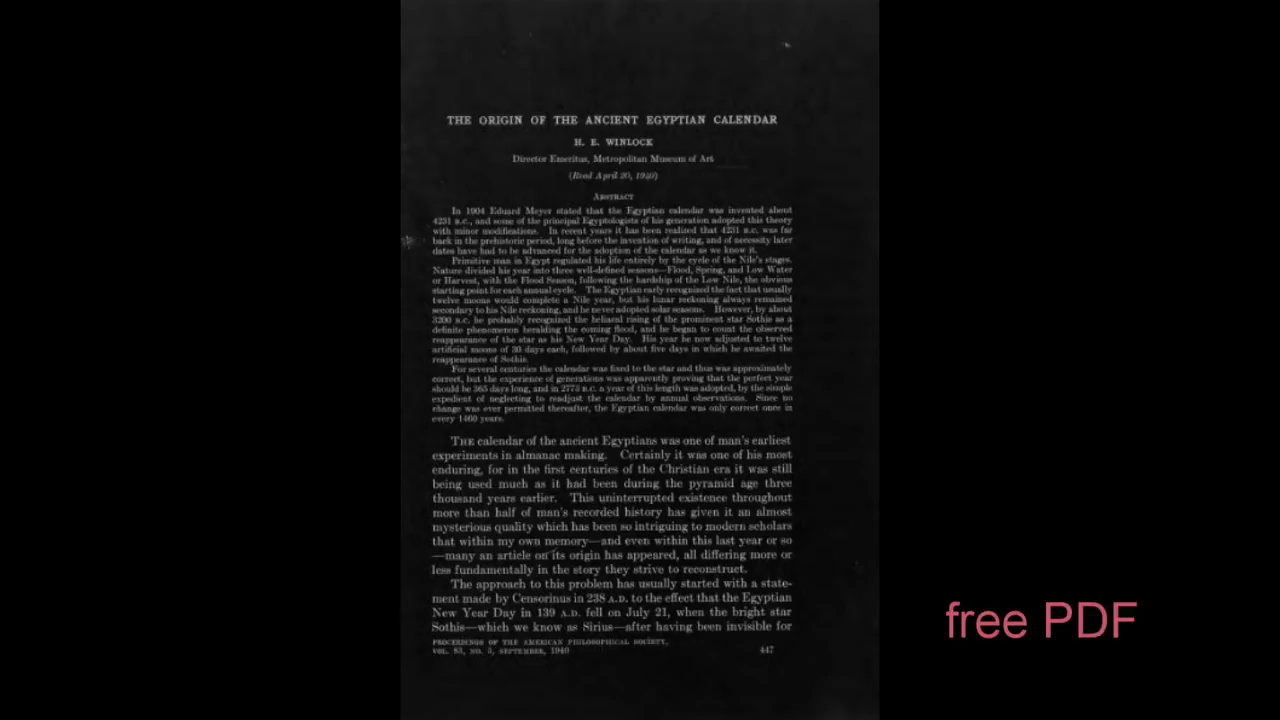 THE ORIGIN OF THE ANCIENT EGYPTIAN CALENDAR
H. E. WINLOCK
Director Emeritus, Metropolitan Museum of Art
(Read April 20, 1940)
ABSTRACT
In 1904 Eduard Meyer stated that the Egyptian calendar was invented about
4231 B.C., and some of the principal Egyptologists of his generation adopted this theory
with minor modifications. In recent years it has been realized that 4231 B.C. was far
back in the prehistoric period, long before the invention of writing, and of necessity later
dates have had to be advanced for the adoption of the calendar as we know it.
Primitive man in Egypt regulated his life entirely by the cycle of the Nile's stages.
Nature divided his year into three well-defined seasons—Flood, Spring, and Low Water
or Harvest, with the Flood Season, following the hardship of the Low Nile, the obvious
starting point for each annual cycle. The Egyptian early recognized the fact that usually
twelve moons would complete a Nile year, but his lunar reckoning always remained
secondary to his Nile reckoning, and he never adopted solar seasons. However, by about
3200 B.C. he probably recognized the heliacal rising of the prominent star Sothis as a
definite phenomenon heralding the coming flood, and he began to count the observed
reappearance of the star as his New Year Day. His year he now adjusted to twelve
artificial moons of 30 days each, followed by about five days in which he awaited the
reappearance of Sothis.
For several centuries the calendar was fixed to the star and thus was approximately
correct, but the experience of generations was apparently proving that the perfect year
should be 365 days long, and in 2773 B.C. a year of this length was adopted, by the simple
expedient of neglecting to readjust the calendar by annual observations. Since no
change was ever permitted thereafter, the Egyptian calendar was only correct once in
every 1460 years.
THE calendar of the ancient Egyptians was one of man's earliest
experiments in almanac making. Certainly it was one of his most
enduring, for in the first centuries of the Christian era it was still
being used much as it had been during the pyramid age three
thousand years earlier. This uninterrupted existence throughout
more than half of man's recorded history has given it an almost
mysterious quality which has been so intriguing to modern scholars
that within my own memory—and even within this last year or so
—many an article on its origin has appeared, all differing more or
less fundamentally in the story they strive to reconstruct.
The approach to this problem has usually started with a state-
ment made by Censorinus in 238 A.D. to the effect that the Egyptian
New Year Day in 139 A.D. fell on July 21, when the bright star
Sothis—which we know as Sirius—after having been invisible for
PROCEEDINGS OF THE AMERICAN PHILOSOPHICAL SOCIETY,
VOL. 83, NO. 3, SEPTEMBER, 1940 447
free PDF